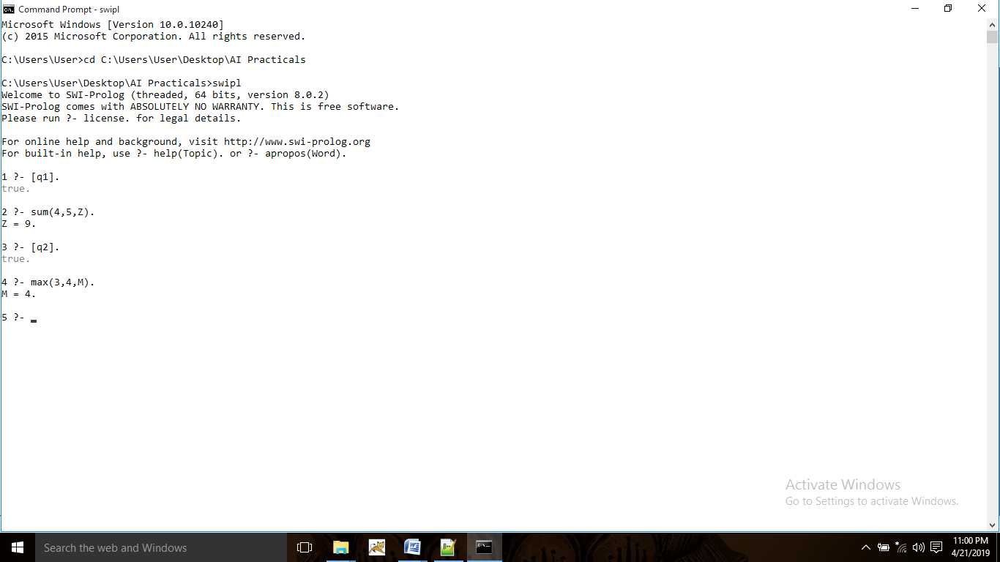 Command Prompt - swipl
Microsoft Windows [Version 10.0.10240]
(c) 2015 Microsoft Corporation. All rights reserved.
C:\Users\User>cd C:\Users\User\Desktop\AI Practicals
C:\Users\User\Desktop\AI Practicals>swipl
Welcome to SWI-Prolog (threaded, 64 bits, version 8.0.2)
SWI-Prolog comes with ABSOLUTELY NO WARRANTY. This is free software.
Please run ?- license. for legal details.
For online help and background, visit http://www.swi-prolog.org
For built-in help, use ?- help(Topic). or ?- apropos(Word).
1 ?- [q1].
true.
2 ?- sum(4,5,Z).
Z = 9.
3 ?- [q2].
true.
4 ?- max(3,4,M).
M = 4.
5 ?-
Activate Windows
Go to Settings to activate Windows.
Search the web and Windows
11:00 PM
4/21/2019